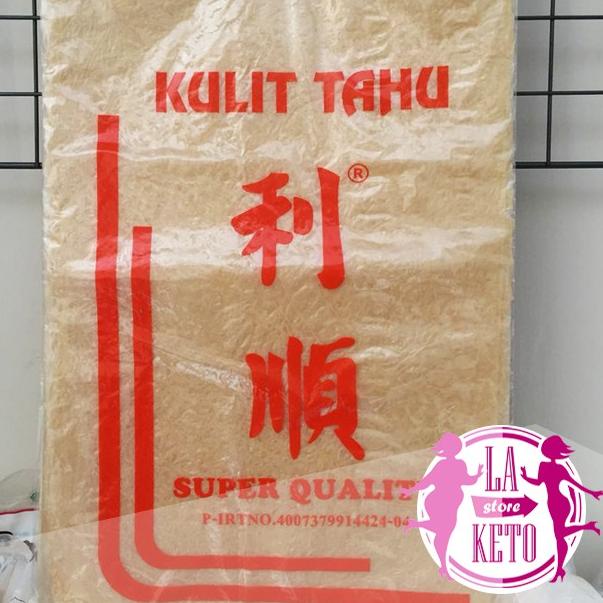 KULIT TAHU
利®
順
SUPER QUALIT
P-IRTNO.4007379914424-04
LA
store
KETO